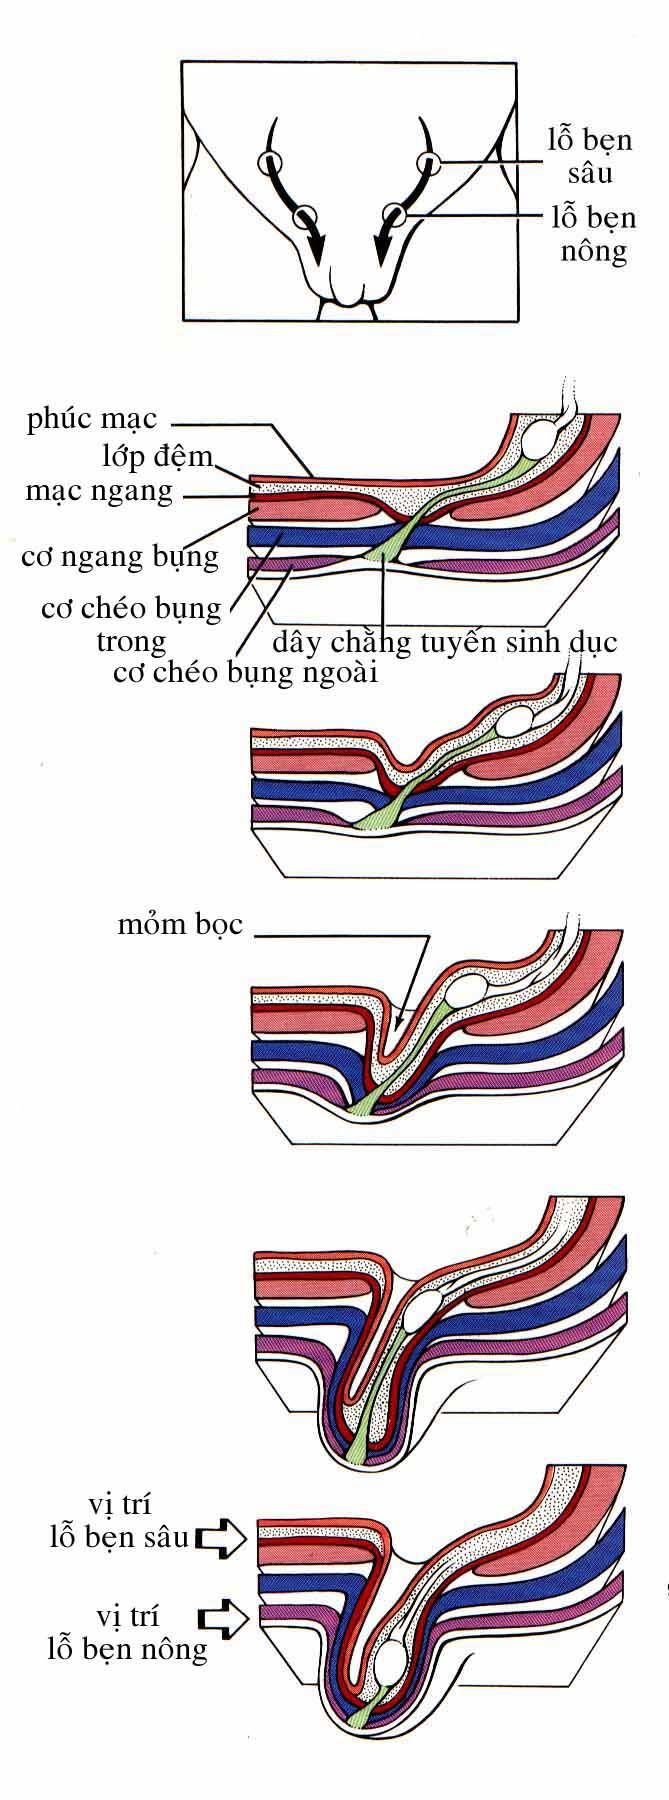 lỗ bẹn
sâu
lỗ bẹn
nông
phúc mạc
lớp đệm
mạc ngang
cơ ngang bụng
cơ chéo bụng
trong
dây chằng tuyến sinh dục
cơ chéo bụng ngoài
mỏm bọc
vị trí
lỗ bẹn sâu
vị trí
lỗ bẹn nông